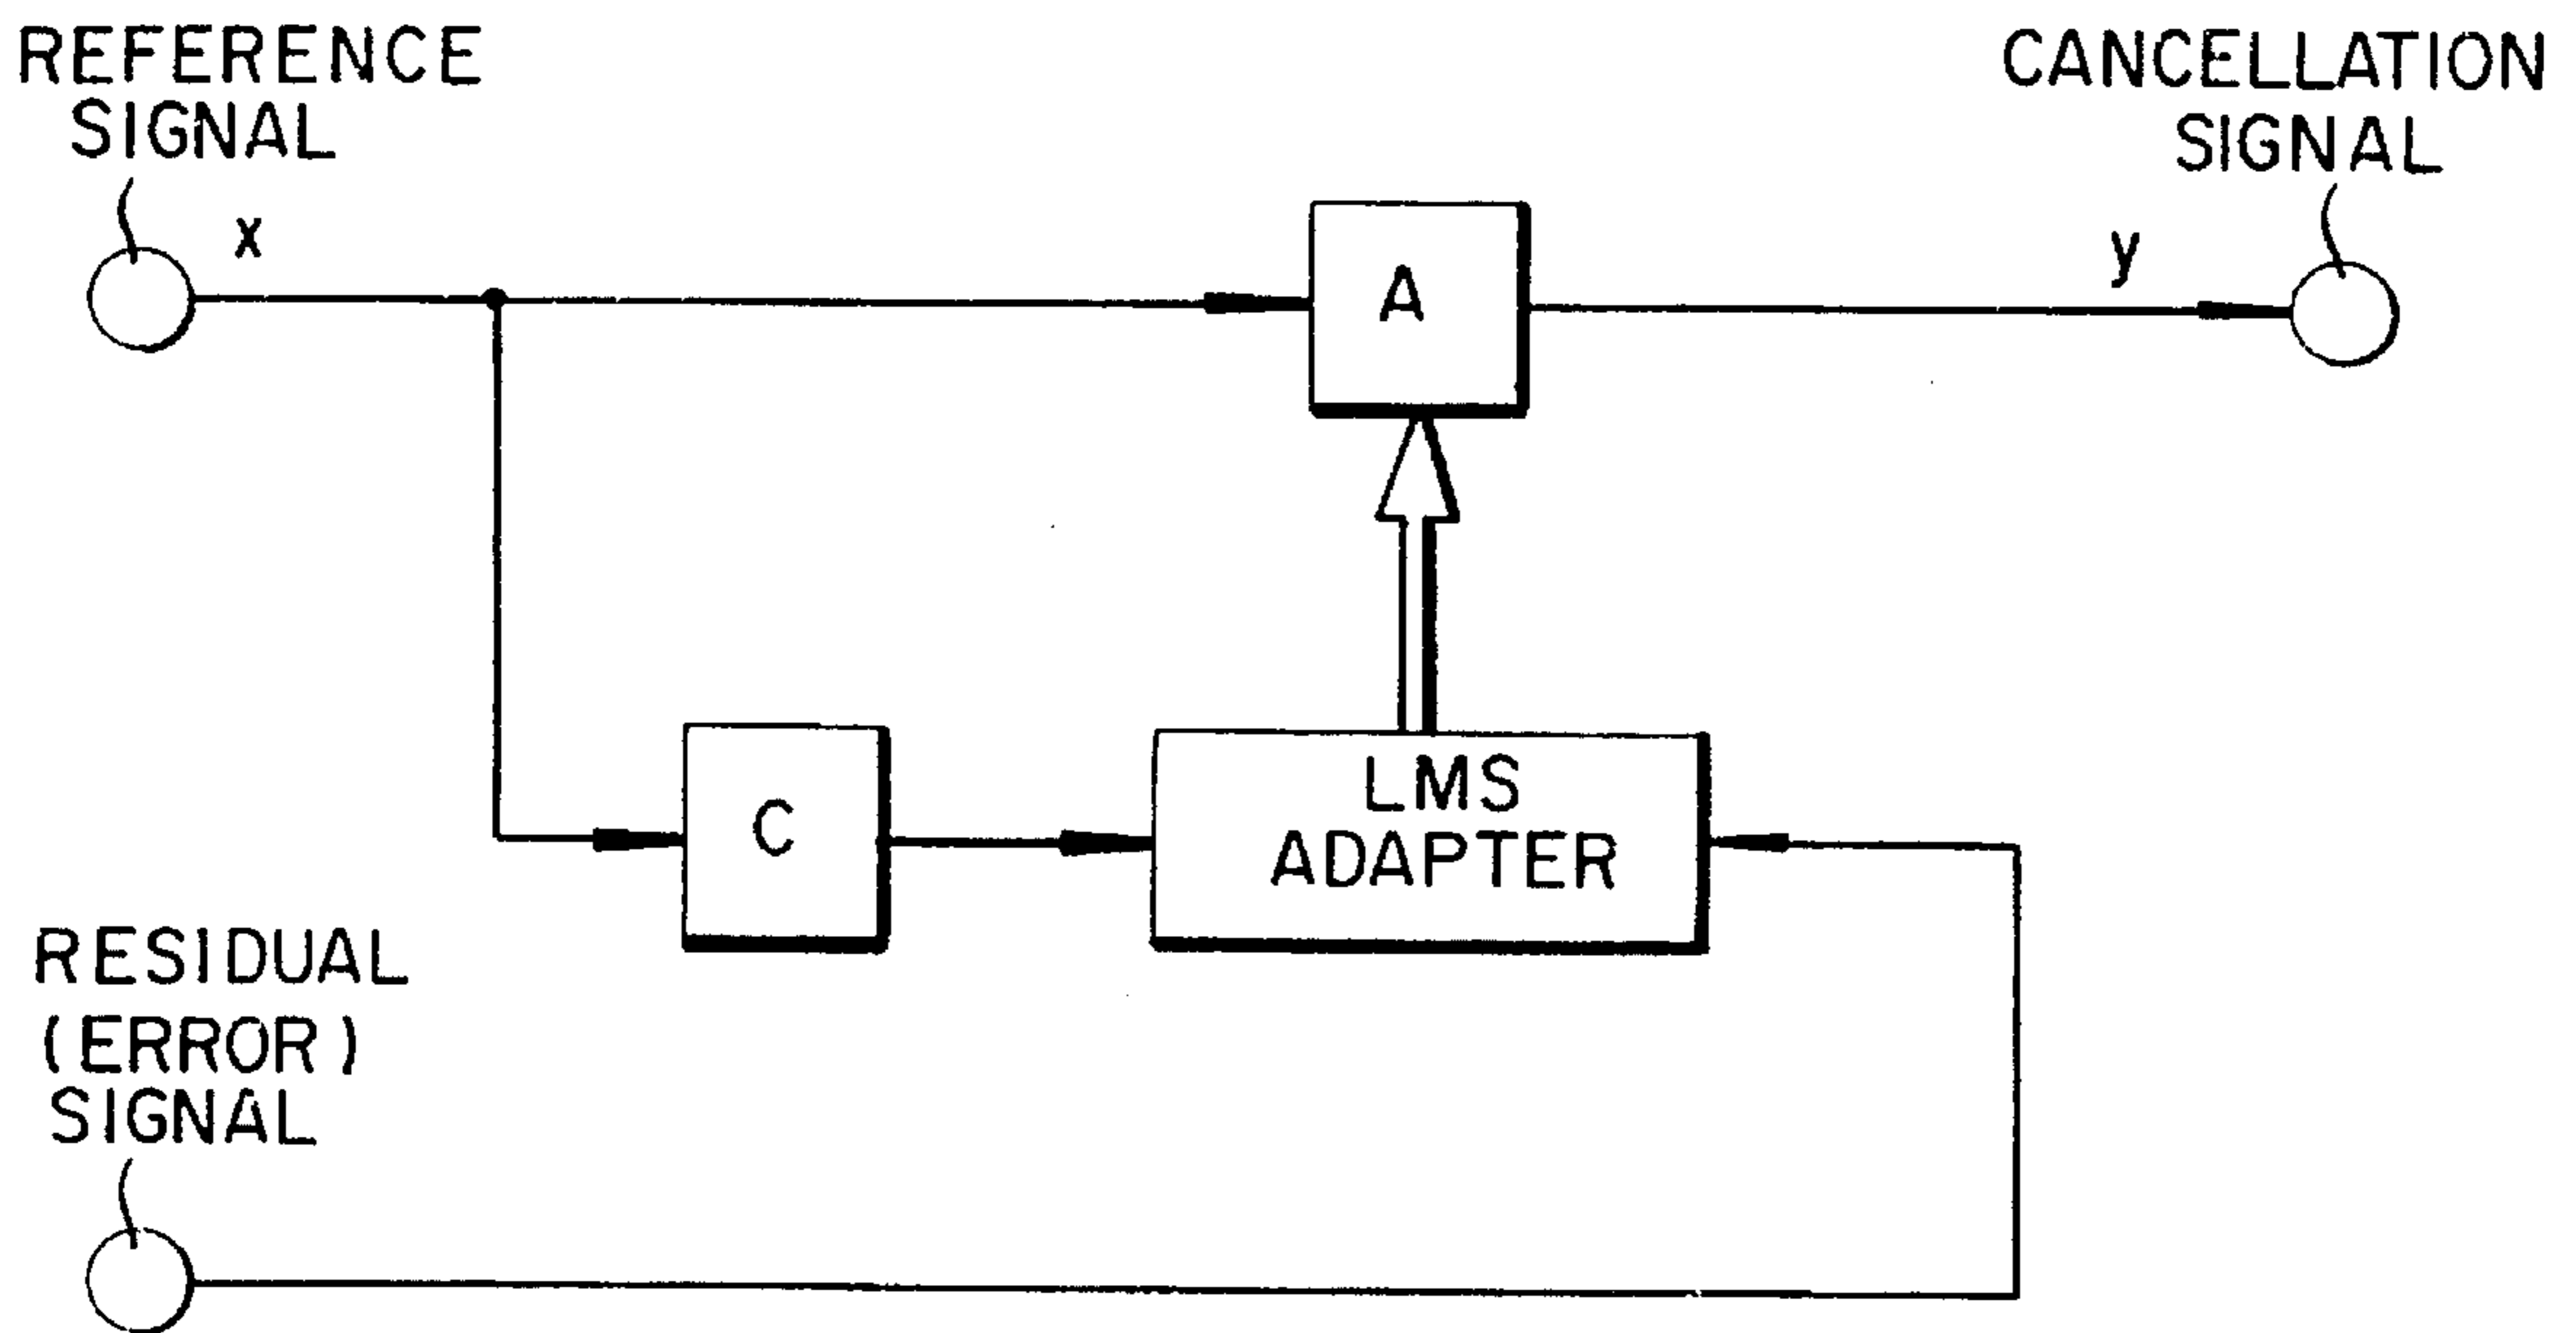 REFERENCE
SIGNAL
x
CANCELLATION
SIGNAL
y
A
C
LMS
ADAPTER
RESIDUAL
(ERROR)
SIGNAL